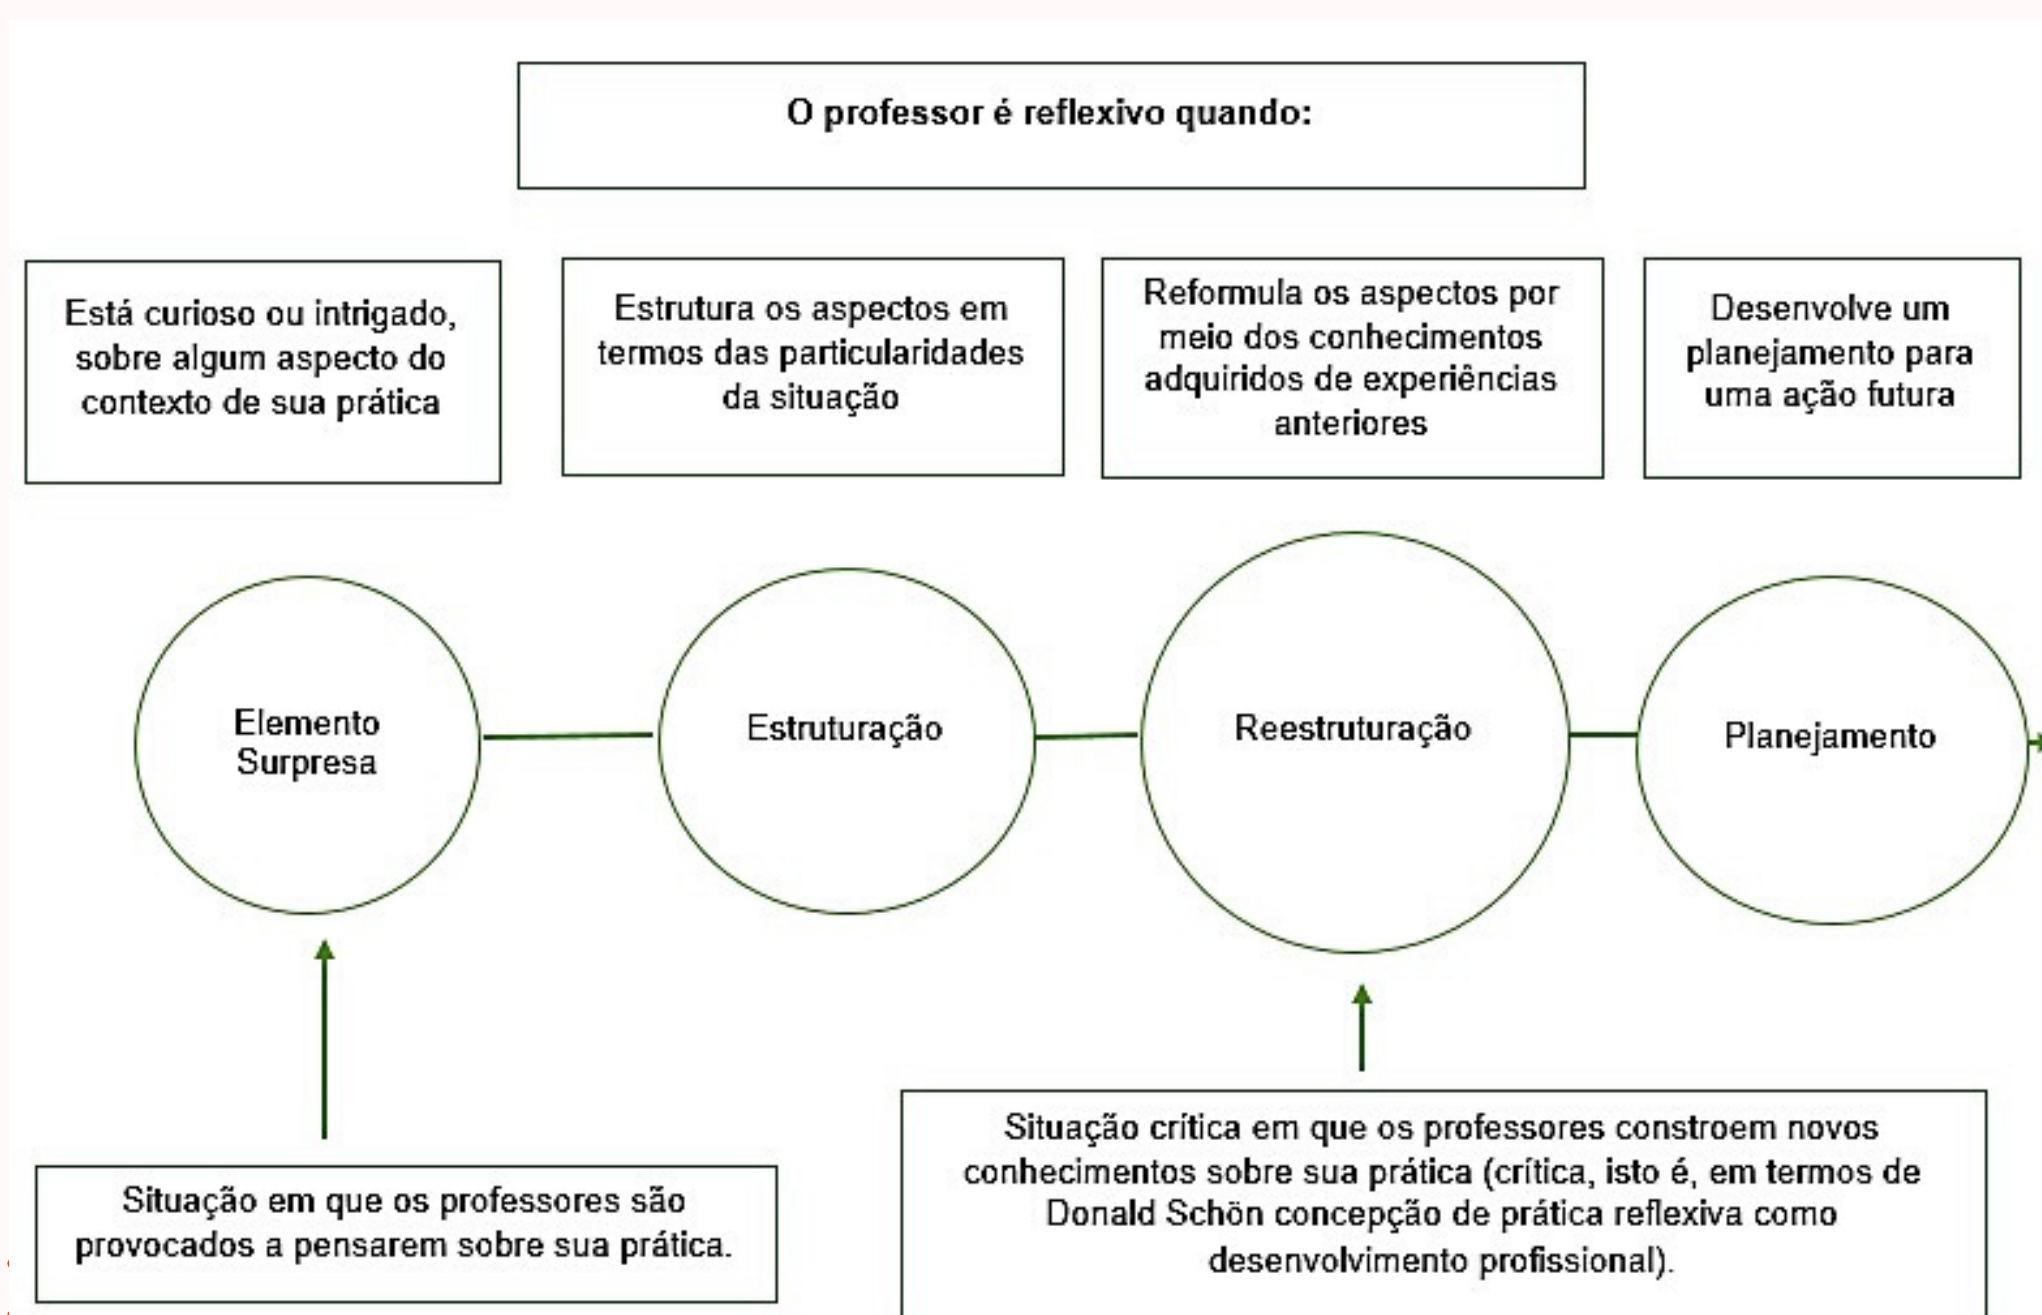 O professor é reflexivo quando:
Está curioso ou intrigado,
sobre algum aspecto do
contexto de sua prática
Estrutura os aspectos em
termos das particularidades
da situação
Reformula os aspectos por
meio dos conhecimentos
adquiridos de experiências
anteriores
Desenvolve um
planejamento para
uma ação futura
Elemento
Surpresa
Estruturação
Reestruturação
Planejamento
Situação em que os professores são
provocados a pensarem sobre sua prática.
Situação crítica em que os professores constroem novos
conhecimentos sobre sua prática (crítica, isto é, em termos de
Donald Schön concepção de prática reflexiva como
desenvolvimento profissional).